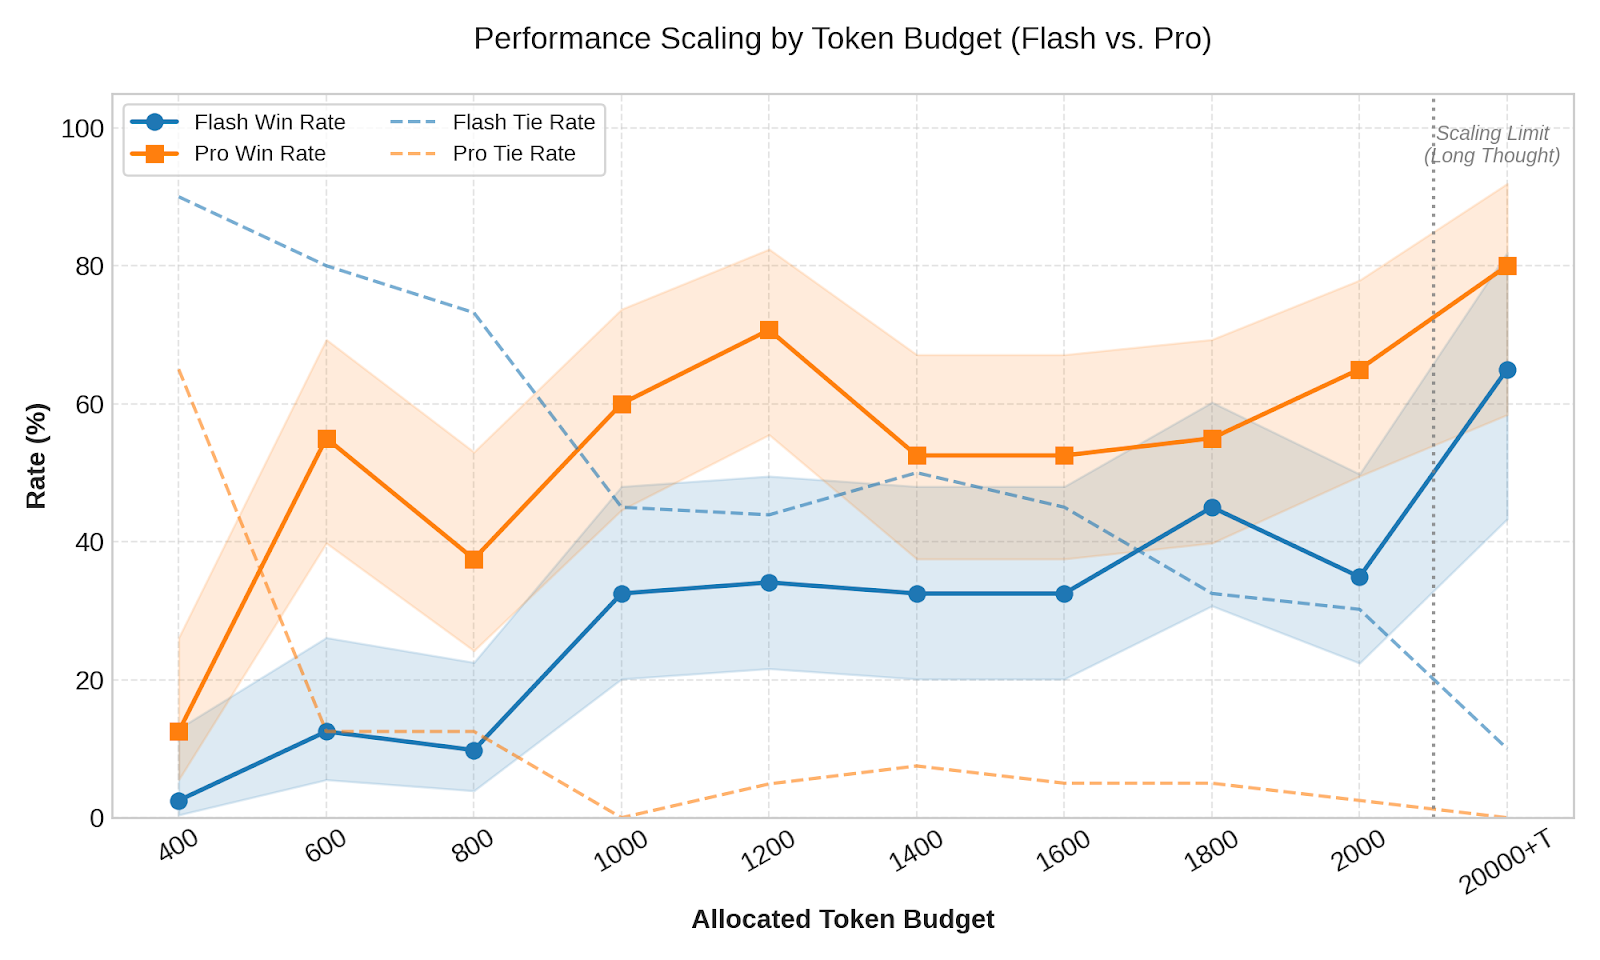 Performance Scaling by Token Budget (Flash vs. Pro)
Flash Win Rate
Pro Win Rate
Flash Tie Rate
Pro Tie Rate
Scaling Limit
(Long Thought)
Rate (%)
100
80
60
40
20
0
400
600
800
1000
1200
1400
1600
1800
2000
20000+T
Allocated Token Budget